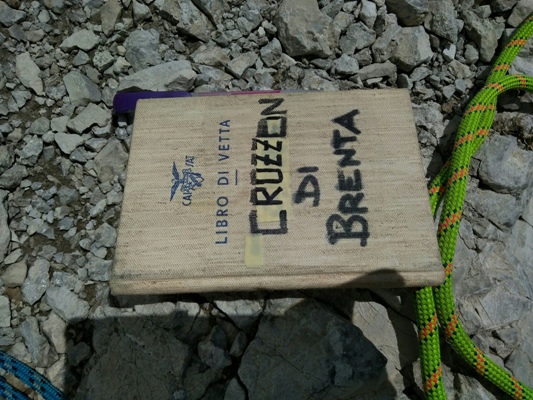 LIBRO DI VETTA
CROZZON
DI
BRENTA